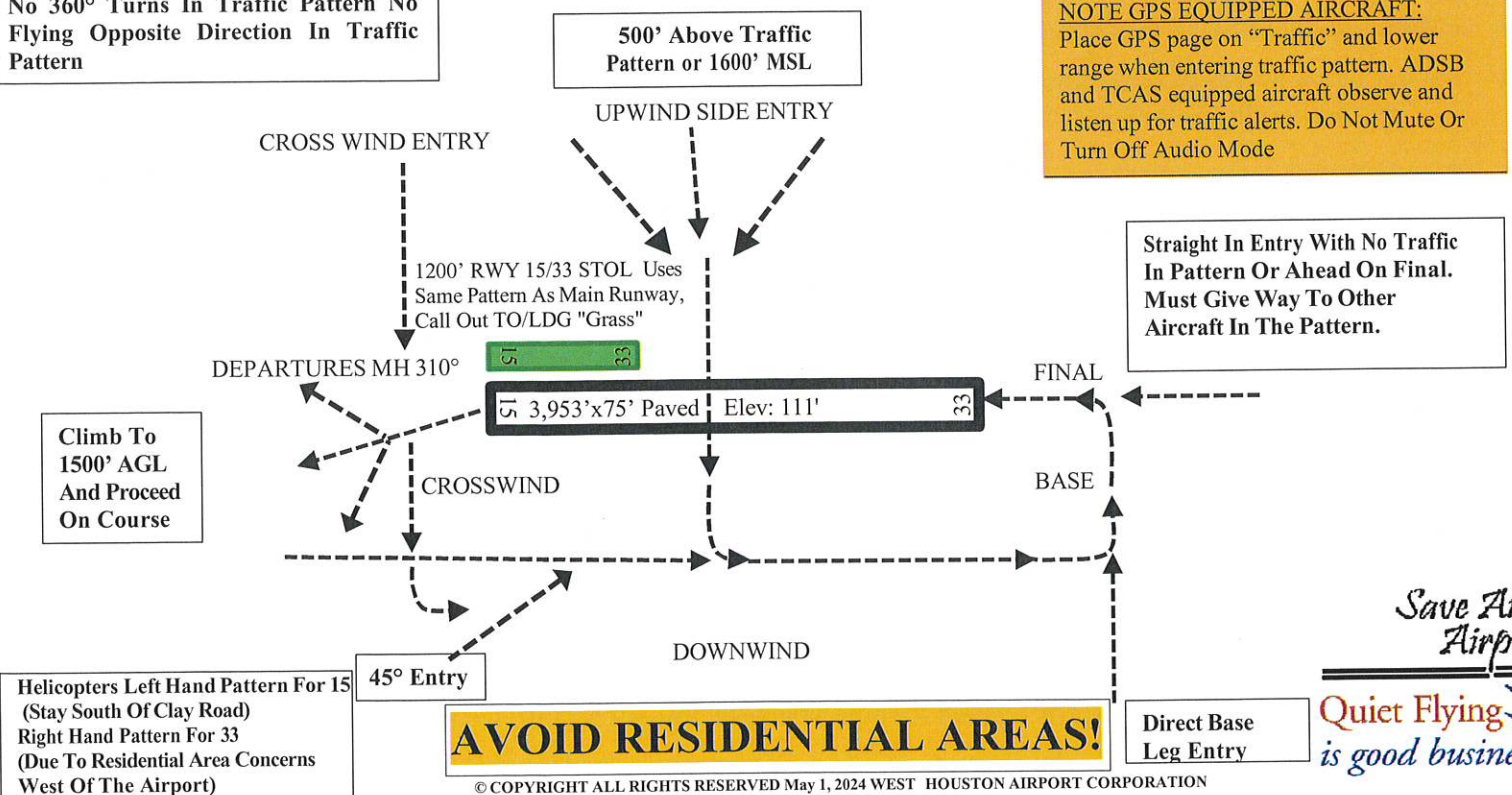 No 360° Turns In Traffic Pattern No
Flying Opposite Direction In Traffic
Pattern
500’ Above Traffic
Pattern or 1600’ MSL
NOTE GPS EQUIPPED AIRCRAFT:
Place GPS page on “Traffic” and lower
range when entering traffic pattern. ADSB
and TCAS equipped aircraft observe and
listen up for traffic alerts. Do Not Mute Or
Turn Off Audio Mode
UPWIND SIDE ENTRY
CROSS WIND ENTRY
Straight In Entry With No Traffic
In Pattern Or Ahead On Final.
Must Give Way To Other
Aircraft In The Pattern.
1200’ RWY 15/33 STOL Uses
Same Pattern As Main Runway,
Call Out TO/LDG "Grass"
15 33
DEPARTURES MH 310°
FINAL
15 3,953’x75’ Paved Elev: 111' 33
Climb To
1500’ AGL
And Proceed
On Course
CROSSWIND
BASE
DOWNWIND
45° Entry
Helicopters Left Hand Pattern For 15
(Stay South Of Clay Road)
Right Hand Pattern For 33
(Due To Residential Area Concerns
West Of The Airport)
AVOID RESIDENTIAL AREAS!
Direct Base
Leg Entry
Save
Quiet Flying
is good
© COPYRIGHT ALL RIGHTS RESERVED May 1, 2024 WEST HOUSTON AIRPORT CORPORATION